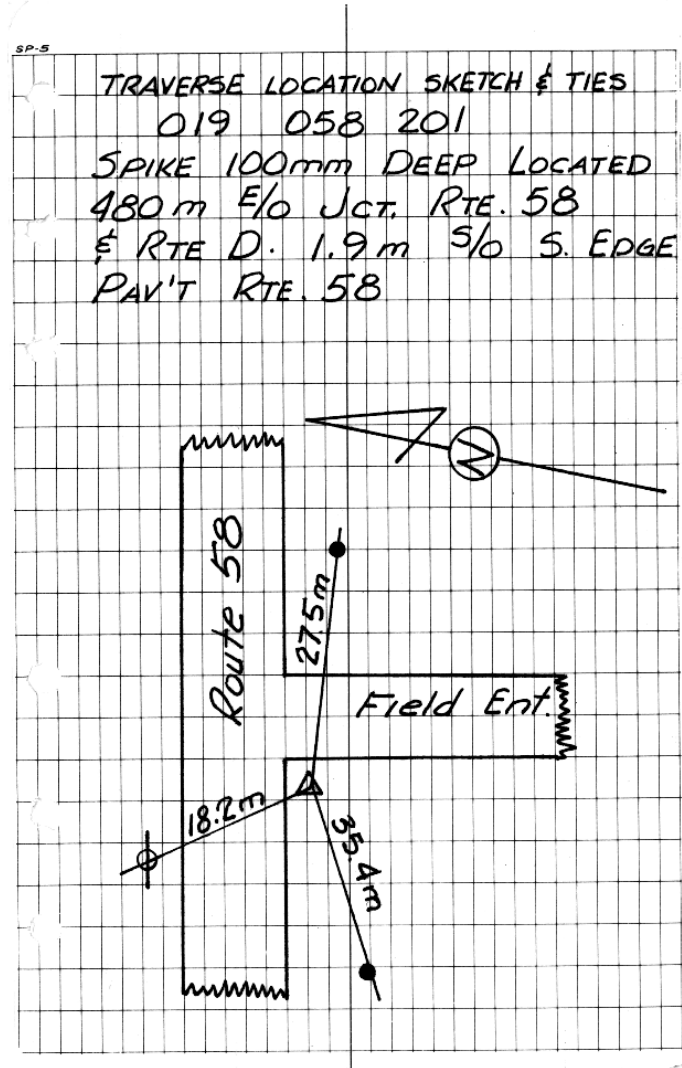 SP-5
TRAVERSE LOCATION SKETCH & TIES
019 058 201
SPIKE 100mm DEEP LOCATED
480 m E/O JCT. RTE. 58
& RTE D. 1.9 m S/O S. EDGE
PAV'T RTE. 58
N
Route 58
27.5m
Field Ent.
18.2m
35.4m